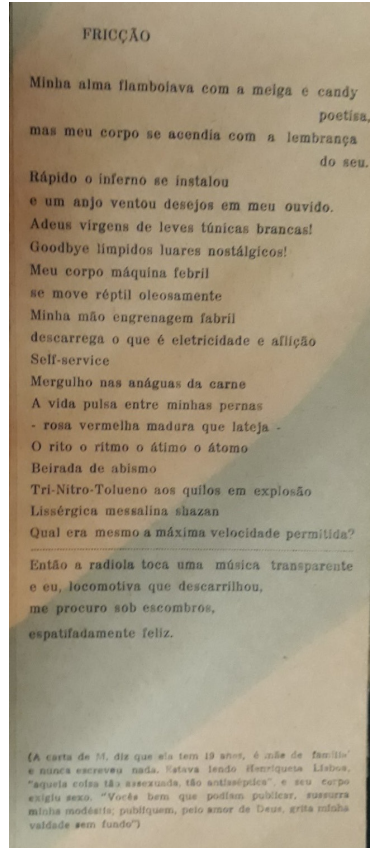 FRICÇÃO
Minha alma flamboiava com a meiga e candy
poetisa,
mas meu corpo se acendia com a lembrança
do seu.
Rápido o inferno se instalou
e um anjo ventou desejos em meu ouvido.
Adeus virgens de leves túnicas brancas!
Goodbye límpidos luares nostálgicos!
Meu corpo máquina febril
se move réptil oleosamente
Minha mão engrenagem fabril
descarrega o que é eletricidade e aflição
Self-service
Mergulho nas anáguas da carne
A vida pulsa entre minhas pernas
- rosa vermelha madura que lateja -
O rito o ritmo o átimo o átomo
Beirada de abismo
Tri-Nitro-Tolueno aos quilos em explosão
Lissérgica messalina shazan
Qual era mesmo a máxima velocidade permitida?
Então a radiola toca uma música transparente
e eu, locomotiva que descarrilhou,
me procuro sob escombros,
espatifadamente feliz.
(A carta de M. diz que ela tem 19 anos, é mãe de família
e nunca escreveu nada. Estava lendo Henriqueta Lisboa,
"aquela coisa tão assexuada, tão antisséptica", e seu corpo
exigiu sexo. "Vocês bem que podiam publicar, sussurra
minha modéstia; publiquem, pelo amor de Deus, grita minha
vaidade sem fundo")